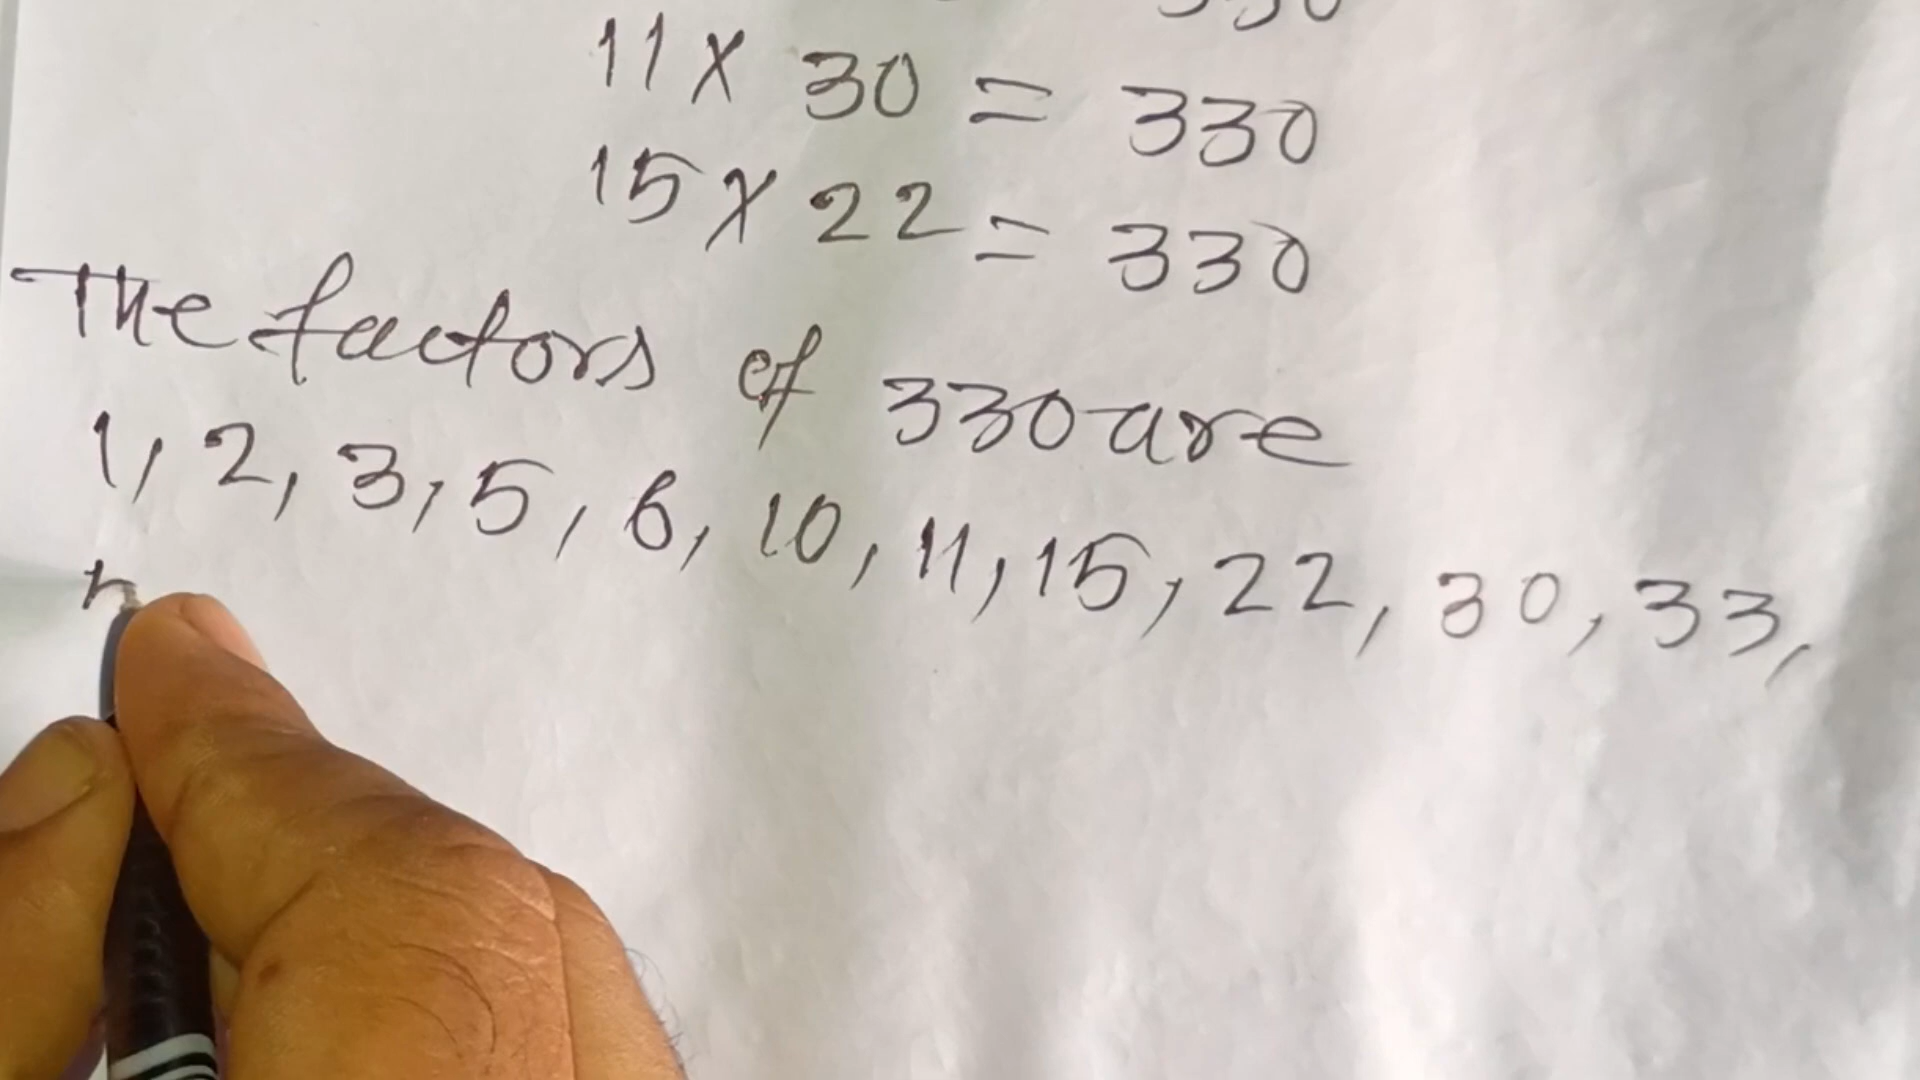 330
11 x 30 = 330
15 x 22 = 330
The factors of 330 are
1, 2, 3, 5, 6, 10, 11, 15, 22, 30, 33,